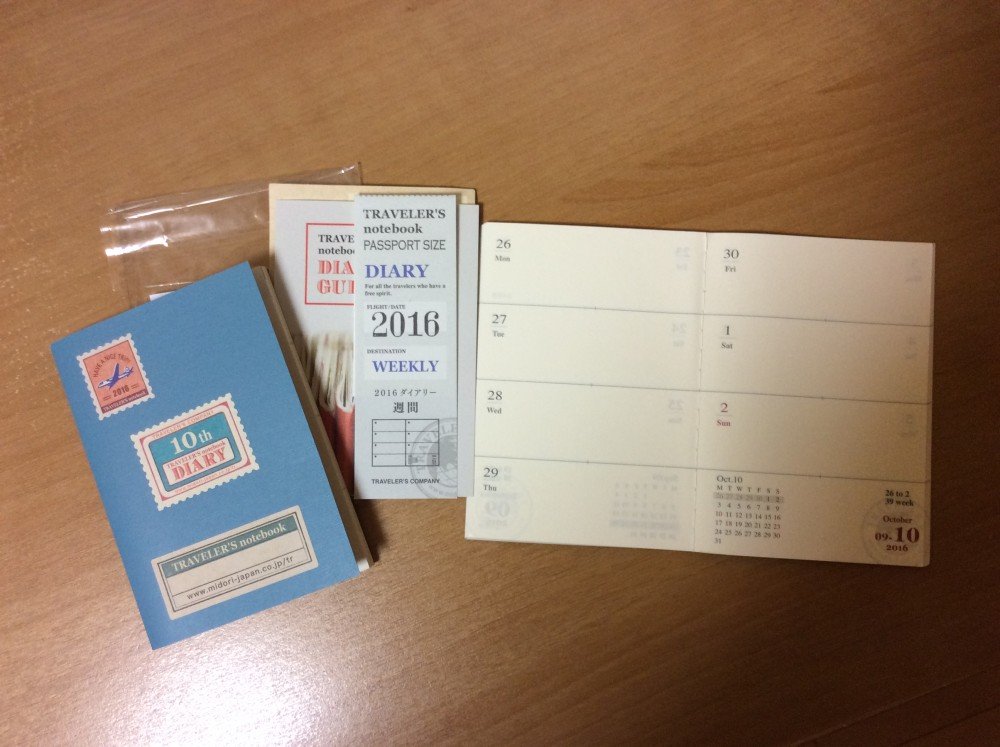 HAVE A NICE TRIP!
2016
TRAVELER'S notebook
TRAVELER'S COMPANY
10th
TRAVELER'S notebook
DIARY
TRAVELER'S notebook
www.midori-japan.co.jp/tr
TRAVE
notebo
DIA
GUI
TRAVELER'S
notebook
PASSPORT SIZE
DIARY
For all the travelers who have a
free spirit.
FLIGHT/DATE
2016
DESTINATION
WEEKLY
2016 ダイアリー
週間
TRAVELER'S COMPANY
26
Mon
27
Tue
28
Wed
29
Thu
30
Fri
1
Sat
2
Sun
Oct.10
M T W T F S S
26 27 28 29 30 1 2
3 4 5 6 7 8 9
10 11 12 13 14 15 16
17 18 19 20 21 22 23
24 25 26 27 28 29 30
31
26 to 2
39 week
October
09-10
2016